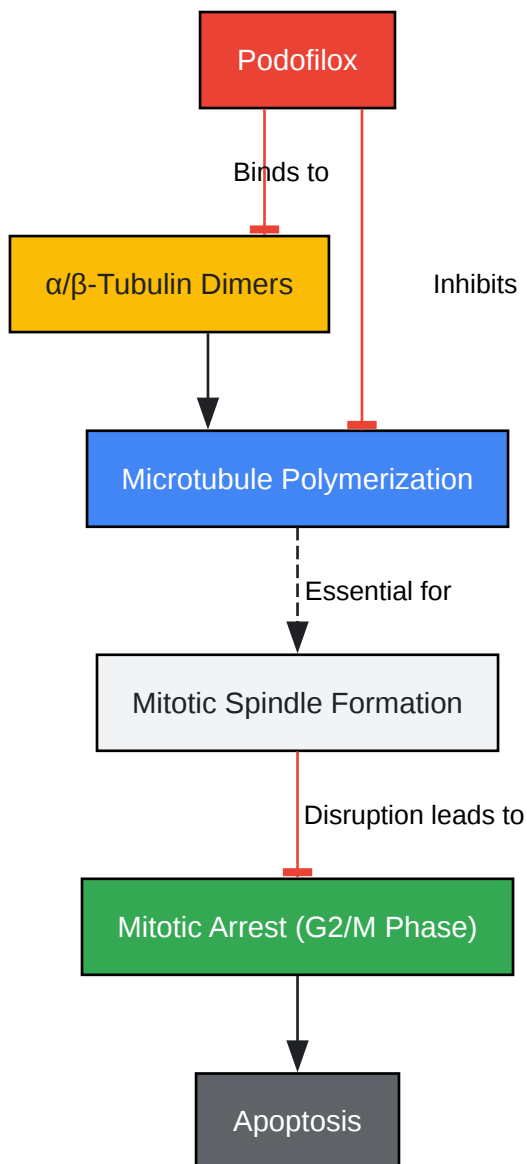 Podofilox
Binds to
α/β-Tubulin Dimers
Inhibits
Microtubule Polymerization
Essential for
Mitotic Spindle Formation
Disruption leads to
Mitotic Arrest (G2/M Phase)
Apoptosis